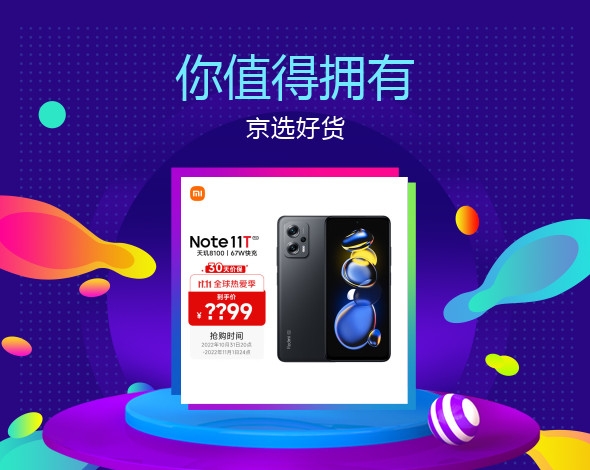 你值得拥有
京选好货
mi
Note 11T
天玑8100 | 67W快充
30天价保
11.11 全球热爱季
到手价
¥ ??99
抢购时间
2022年10月31日20点
-2022年11月1日24点
Redmi